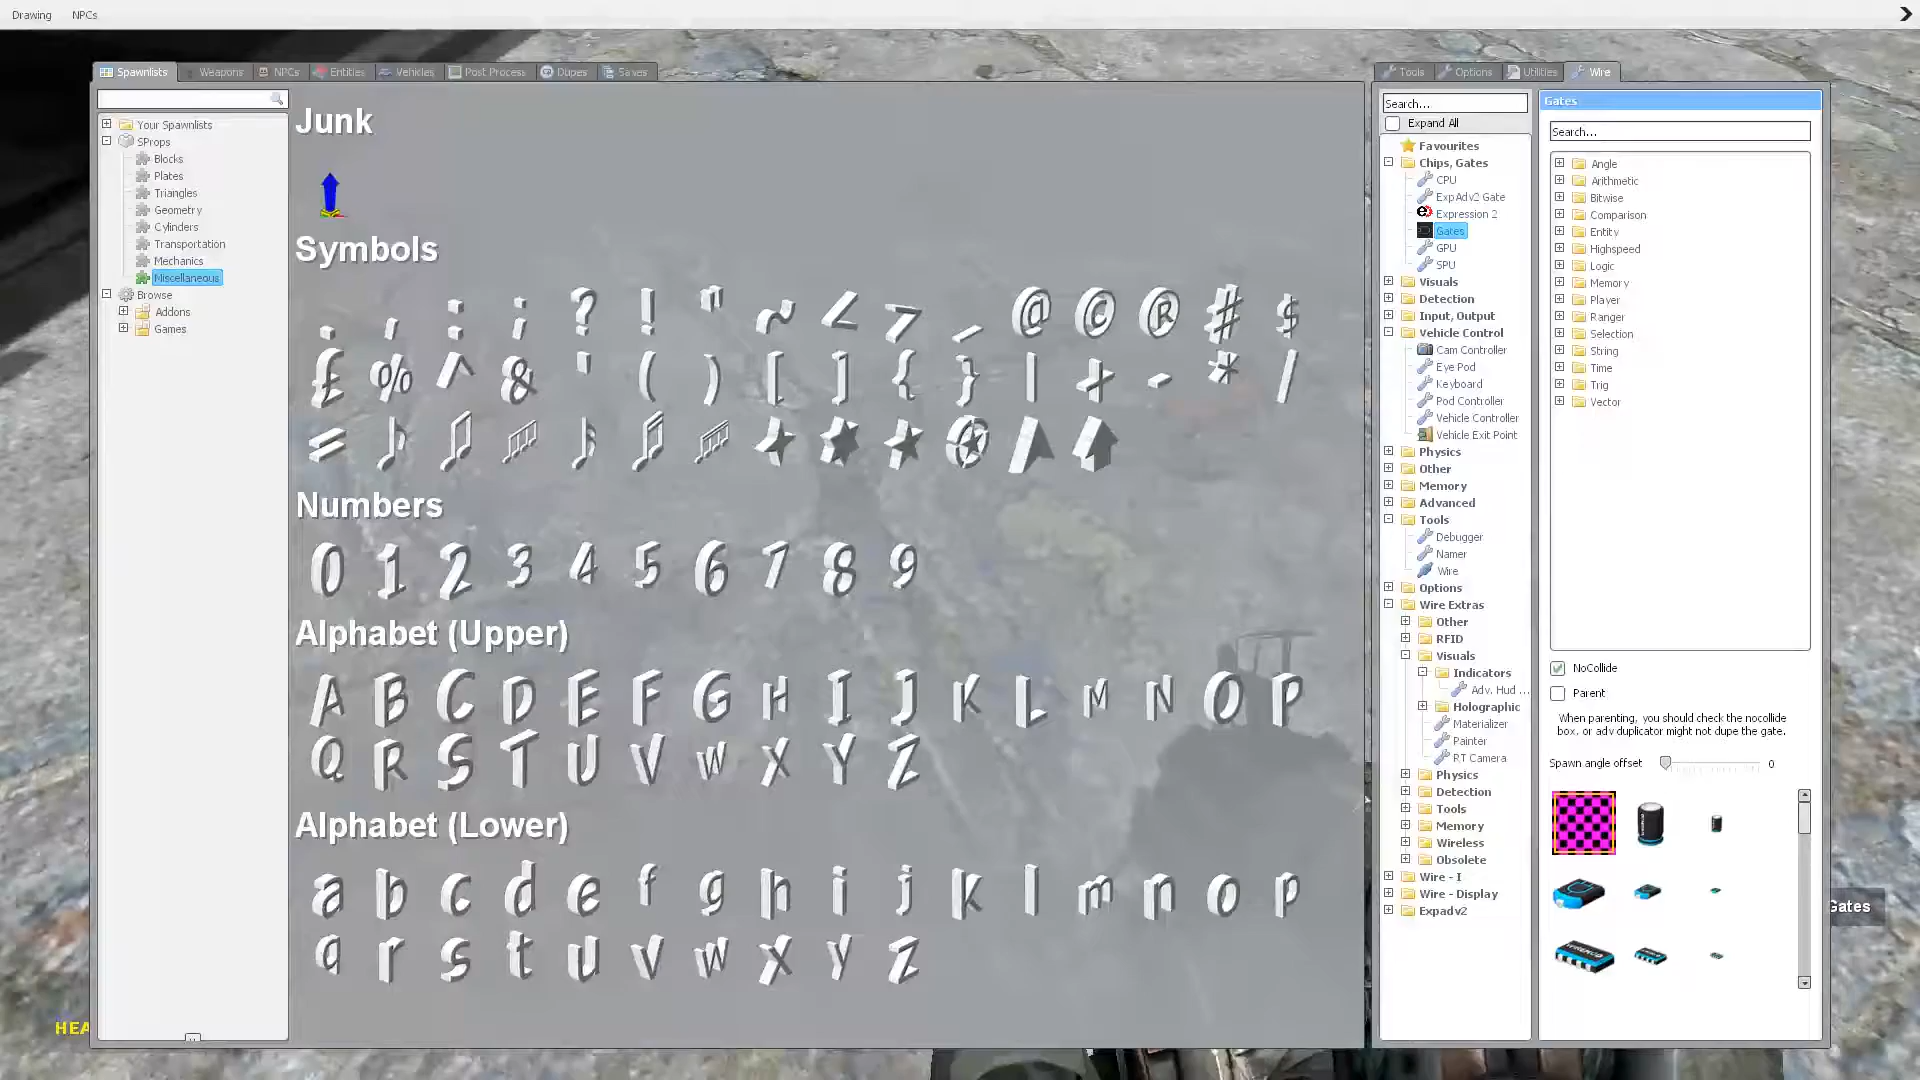 Drawing NPCs
Spawnlists Weapons NPCs Entities Vehicles Post Process Dupes Saves
Your Spawnlists
SProps
Blocks
Plates
Triangles
Geometry
Cylinders
Transportation
Mechanics
Miscellaneous
Browse
Addons
Games
Junk
Symbols
. , : ; ? ! " ~ < > _ @ © ® # $
£ % ^ & ' ( ) [ ] { } | + - * /
=
Numbers
0 1 2 3 4 5 6 7 8 9
Alphabet (Upper)
A B C D E F G H I J K L M N O P
Q R S T U V W X Y Z
Alphabet (Lower)
a b c d e f g h i j k l m n o p
q r s t u v w x y z
Tools Options Utilities Wire
Search...
Expand All
Favourites
Chips, Gates
CPU
ExpAdv2 Gate
Expression 2
Gates
GPU
SPU
Visuals
Detection
Input, Output
Vehicle Control
Cam Controller
Eye Pod
Keyboard
Pod Controller
Vehicle Controller
Vehicle Exit Point
Physics
Other
Memory
Advanced
Tools
Debugger
Namer
Wire
Options
Wire Extras
Other
RFID
Visuals
Indicators
Adv. Hud ...
Holographic
Materializer
Painter
RT Camera
Physics
Detection
Tools
Memory
Wireless
Obsolete
Wire - I
Wire - Display
Expadv2
Gates
Search...
Angle
Arithmetic
Bitwise
Comparison
Entity
Highspeed
Logic
Memory
Player
Ranger
Selection
String
Time
Trig
Vector
NoCollide
Parent
When parenting, you should check the nocollide
box, or adv duplicator might not dupe the gate.
Spawn angle offset 0
Gates
HEA